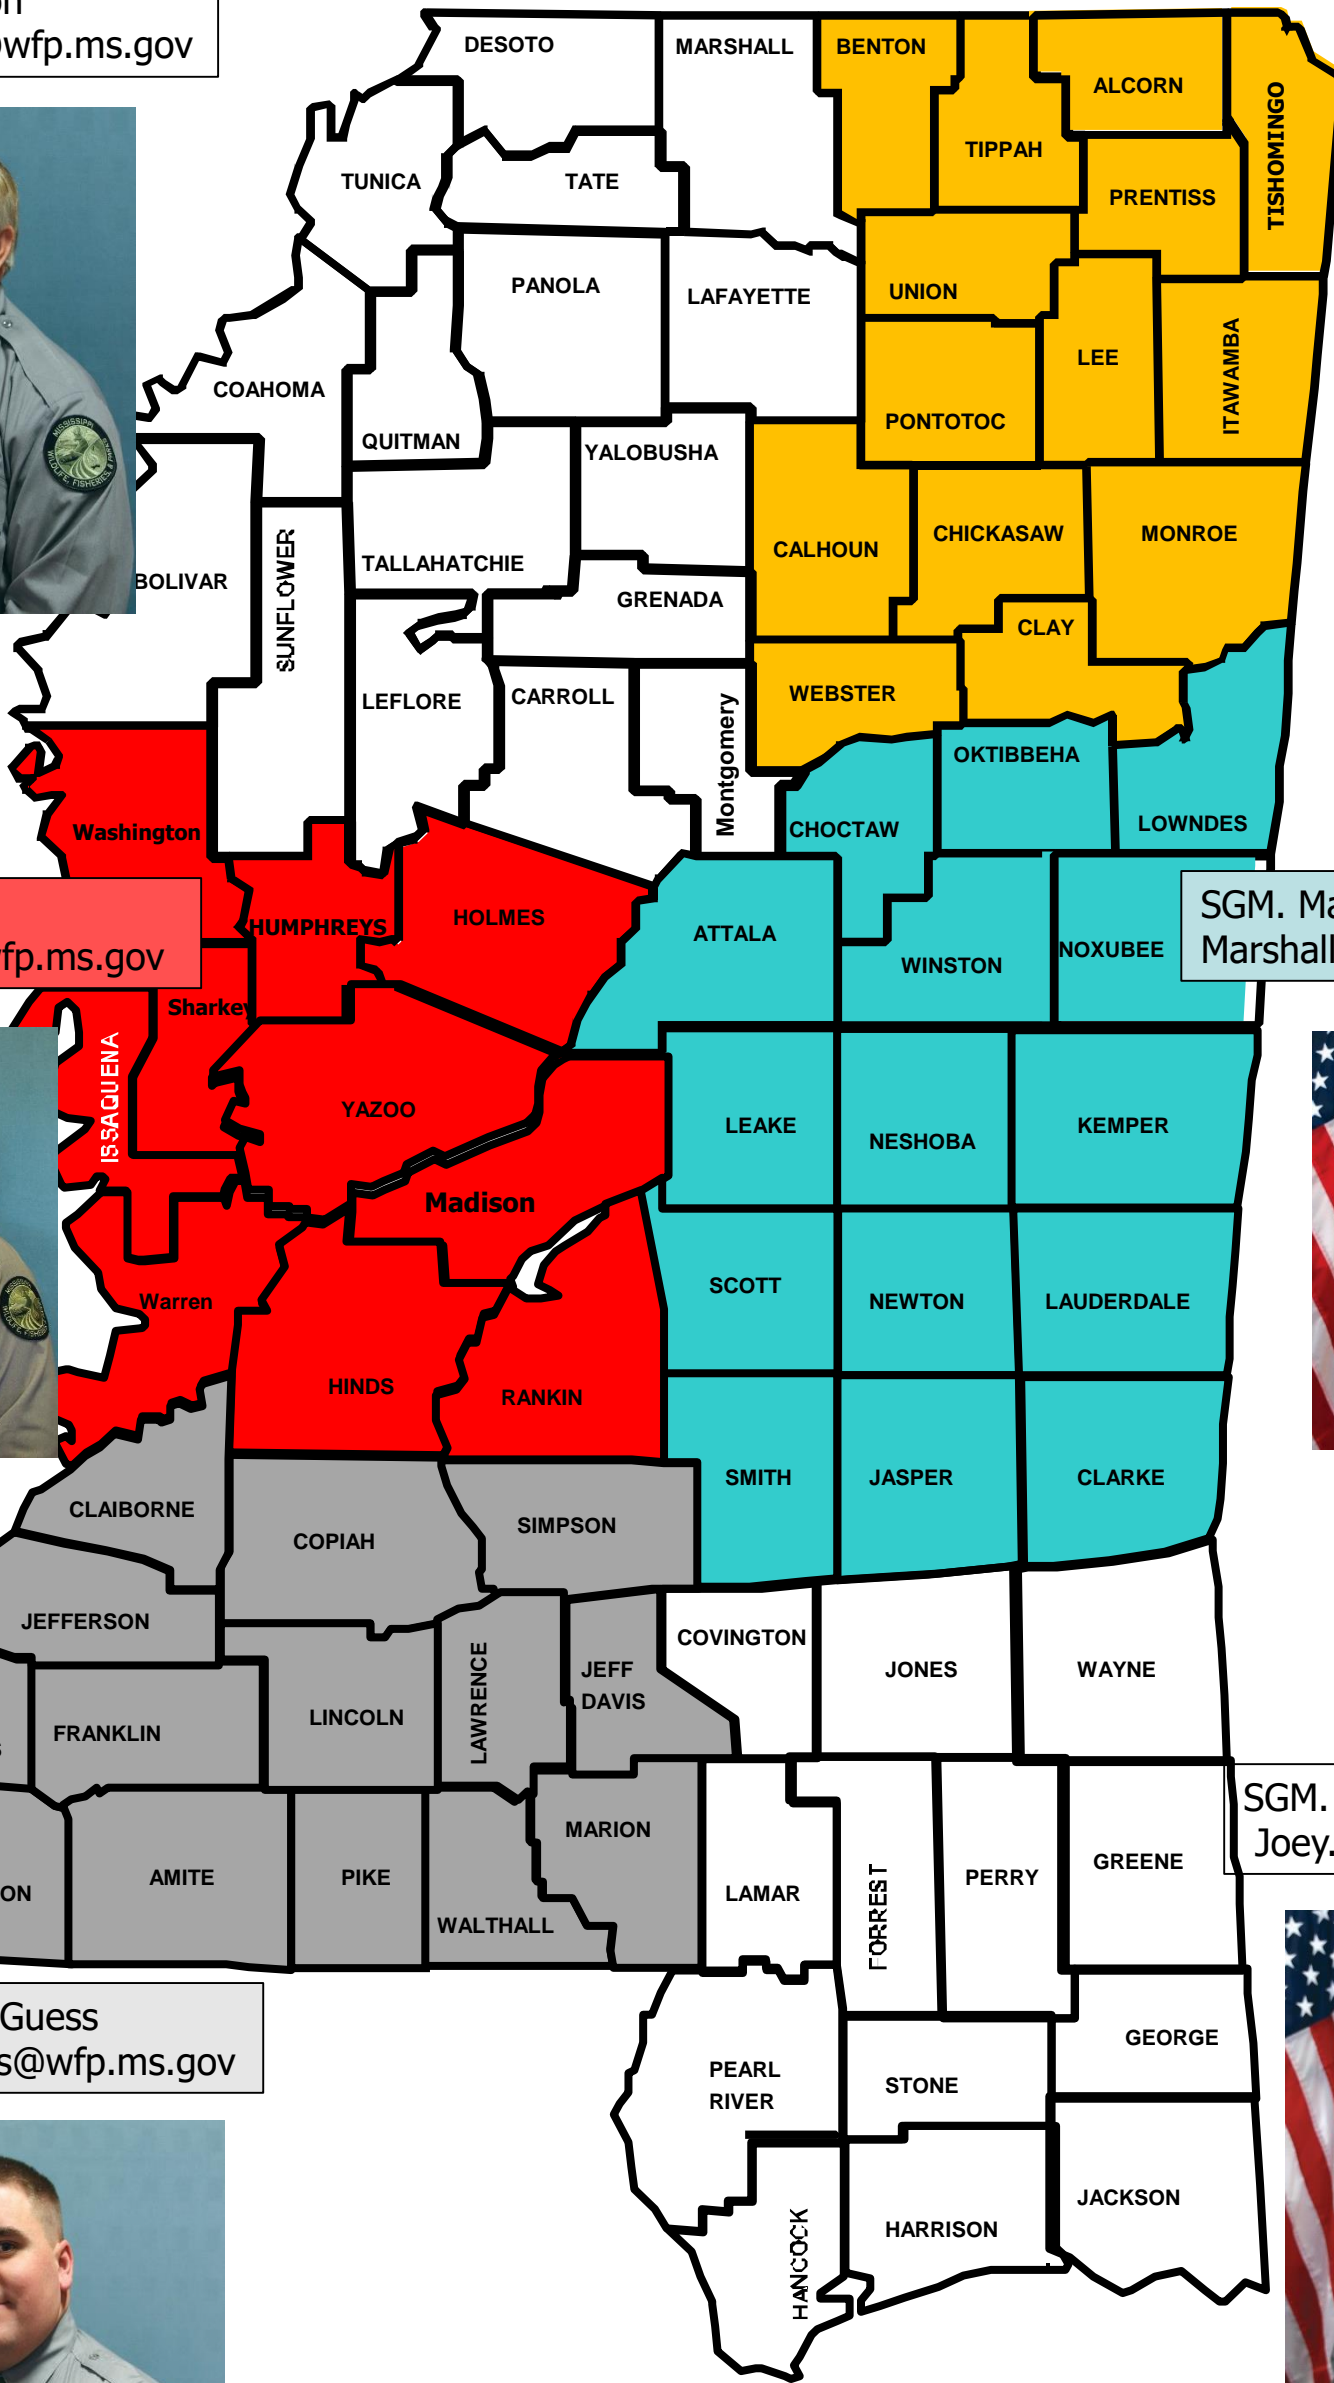 @wfp.ms.gov
DESOTO
MARSHALL
BENTON
ALCORN
TISHOMINGO
TIPPAH
TUNICA
TATE
PRENTISS
PANOLA
LAFAYETTE
UNION
LEE
ITAWAMBA
COAHOMA
QUITMAN
YALOBUSHA
PONTOTOC
MISSISSIPPI
WILDLIFE, FISHERIES, & PARKS
BOLIVAR
SUNFLOWER
TALLAHATCHIE
GRENADA
CALHOUN
CHICKASAW
MONROE
CLAY
LEFLORE
CARROLL
Montgomery
WEBSTER
OKTIBBEHA
Washington
CHOCTAW
LOWNDES
HUMPHREYS
HOLMES
ATTALA
WINSTON
NOXUBEE
SGM. Ma
Marshall
fp.ms.gov
Sharkey
ISSAQUENA
YAZOO
LEAKE
NESHOBA
KEMPER
Madison
Warren
SCOTT
NEWTON
LAUDERDALE
HINDS
RANKIN
SMITH
JASPER
CLARKE
CLAIBORNE
COPIAH
SIMPSON
JEFFERSON
LAWRENCE
JEFF
DAVIS
COVINGTON
JONES
WAYNE
FRANKLIN
LINCOLN
S
MARION
SGM.
Joey.
ON
AMITE
PIKE
WALTHALL
LAMAR
FORREST
PERRY
GREENE
Guess
s@wfp.ms.gov
PEARL
RIVER
STONE
GEORGE
HANCOCK
HARRISON
JACKSON